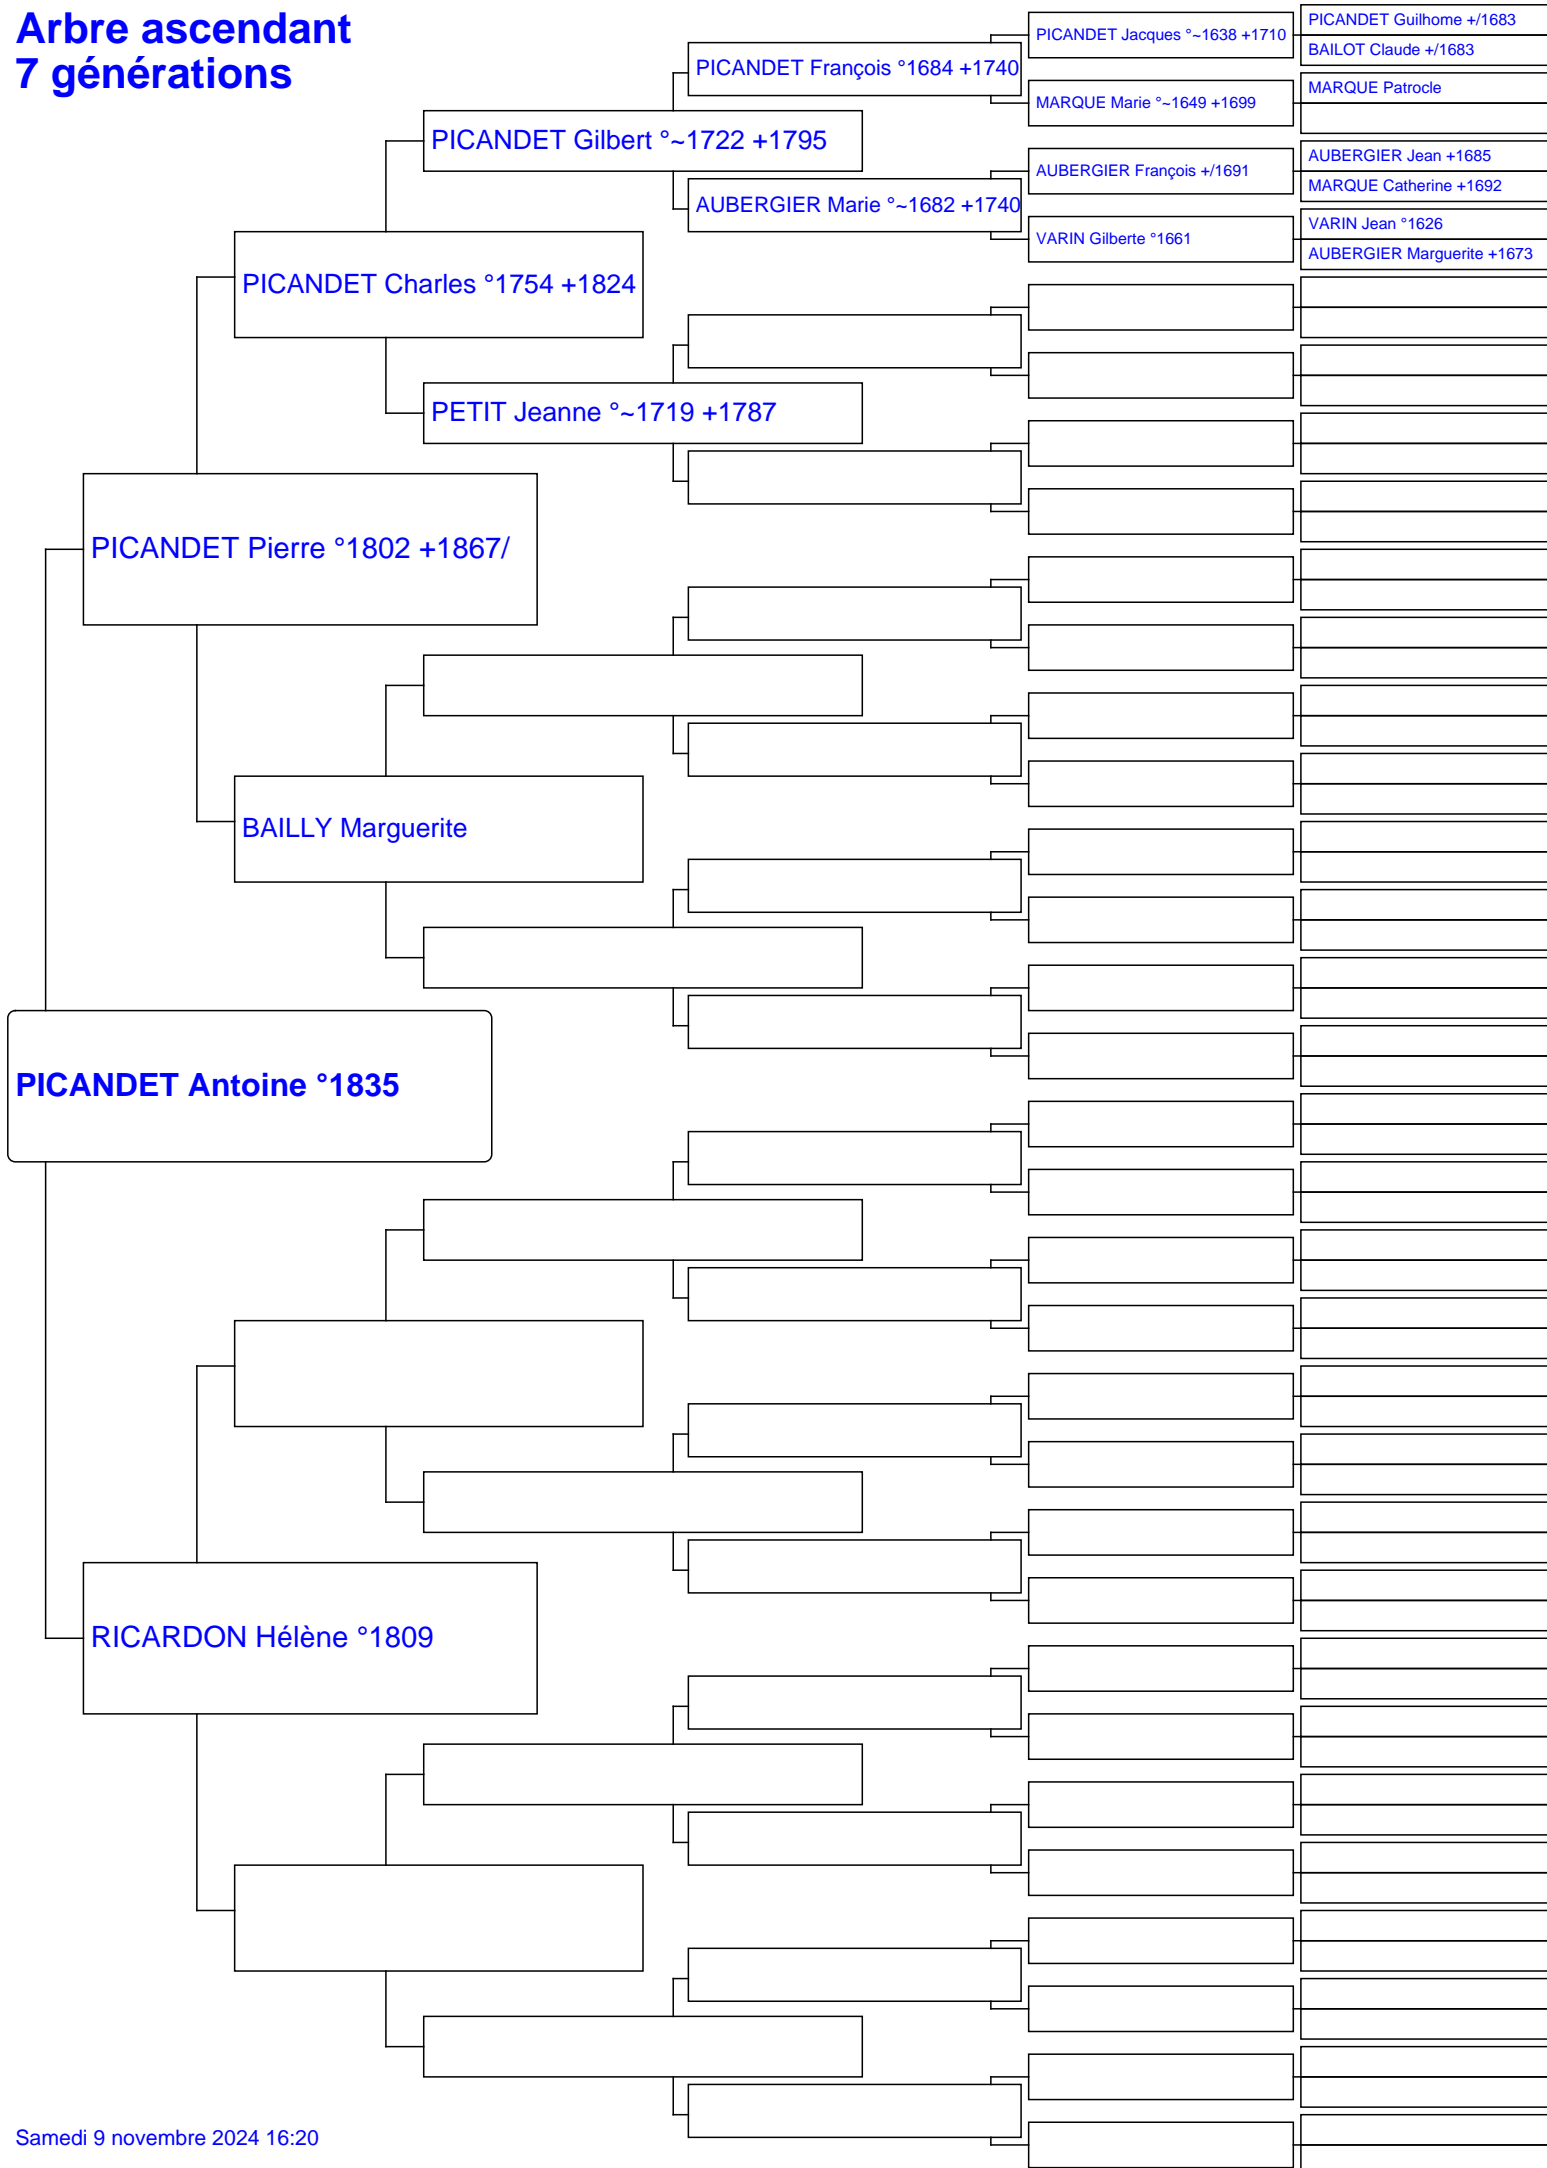 Arbre ascendant
7 générations
PICANDET Guilhome +/1683
PICANDET Jacques °~1638 +1710
BAILOT Claude +/1683
PICANDET François °1684 +1740
MARQUE Patrocle
MARQUE Marie °~1649 +1699
PICANDET Gilbert °~1722 +1795
AUBERGIER Jean +1685
AUBERGIER François +/1691
MARQUE Catherine +1692
AUBERGIER Marie °~1682 +1740
VARIN Jean °1626
VARIN Gilberte °1661
AUBERGIER Marguerite +1673
PICANDET Charles °1754 +1824
PETIT Jeanne °~1719 +1787
PICANDET Pierre °1802 +1867/
BAILLY Marguerite
PICANDET Antoine °1835
RICARDON Hélène °1809
Samedi 9 novembre 2024 16:20